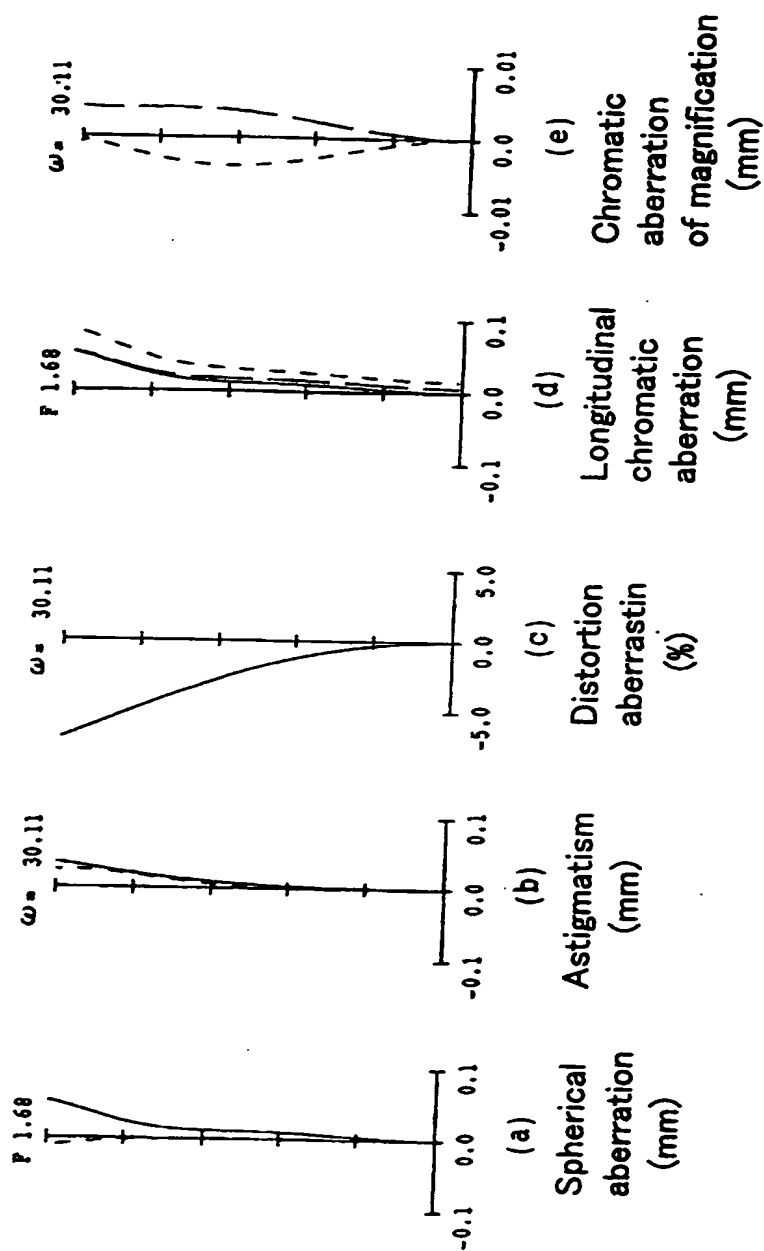 F 1.68
-0.1 0.0 0.1
(a)
Spherical
aberration
(mm)
ω= 30.11
-0.1 0.0 0.1
(b)
Astigmatism
(mm)
ω= 30.11
-5.0 0.0 5.0
(c)
Distortion
aberrastin
(%)
F 1.68
-0.1 0.0 0.1
(d)
Longitudinal
chromatic
aberration
(mm)
ω= 30.11
-0.01 0.0 0.01
(e)
Chromatic
aberration
of magnification
(mm)